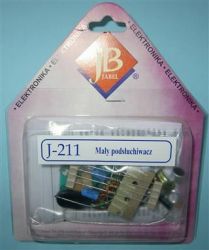 ELEKTRONIKA • ELEKTRONIKA
JB
JABEL
®
J-211
Mały podsłuchiwacz